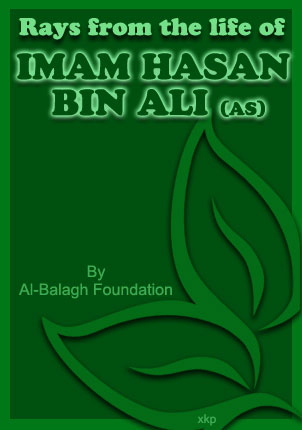 Rays from the life of
IMAM HASAN
BIN ALI (AS)
By
Al-Balagh Foundation
xkp